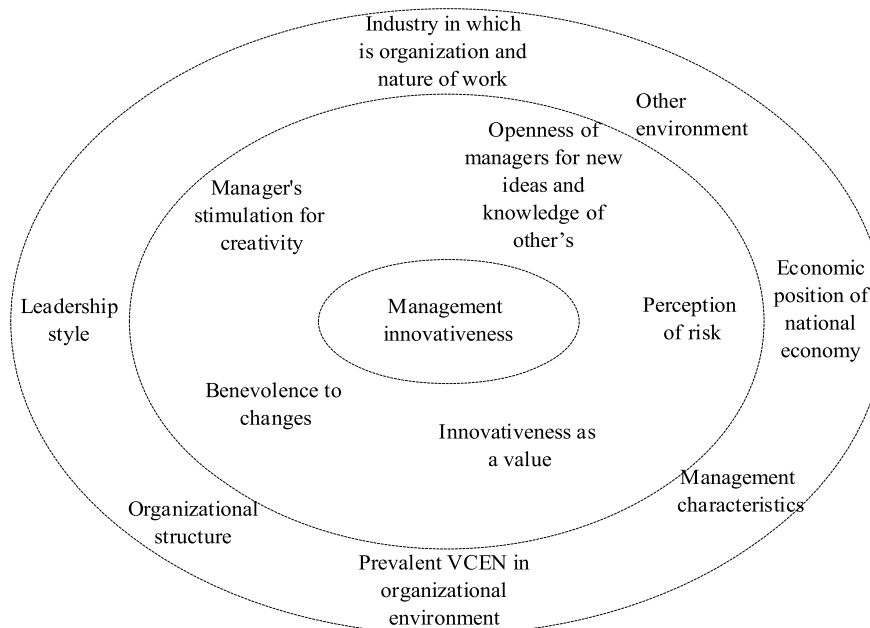 Industry in which
is organization and
nature of work
Other
environment
Openness of
managers for new
ideas and
knowledge of
other’s
Manager's
stimulation for
creativity
Economic
position of
national
economy
Leadership
style
Management
innovativeness
Perception
of risk
Benevolence to
changes
Innovativeness as
a value
Management
characteristics
Organizational
structure
Prevalent VCEN in
organizational
environment